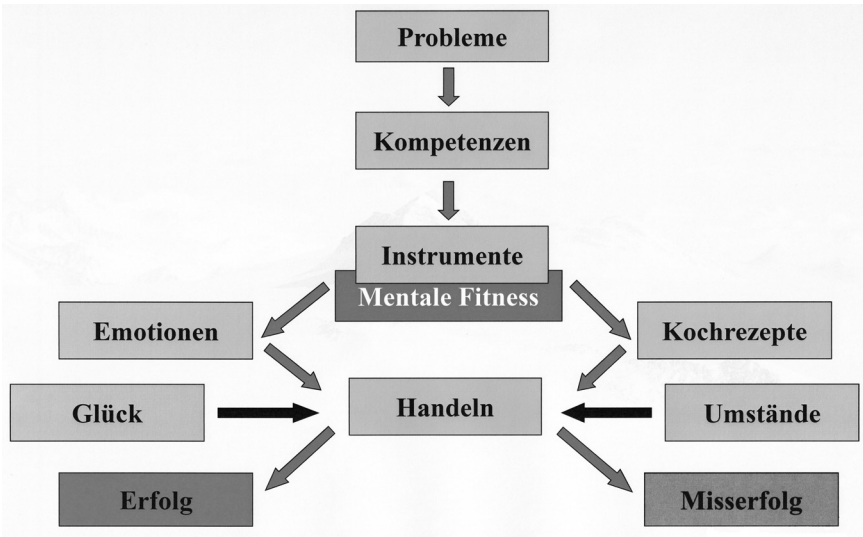 Probleme
Kompetenzen
Instrumente
Mentale Fitness
Emotionen
Kochrezepte
Glück
Handeln
Umstände
Erfolg
Misserfolg